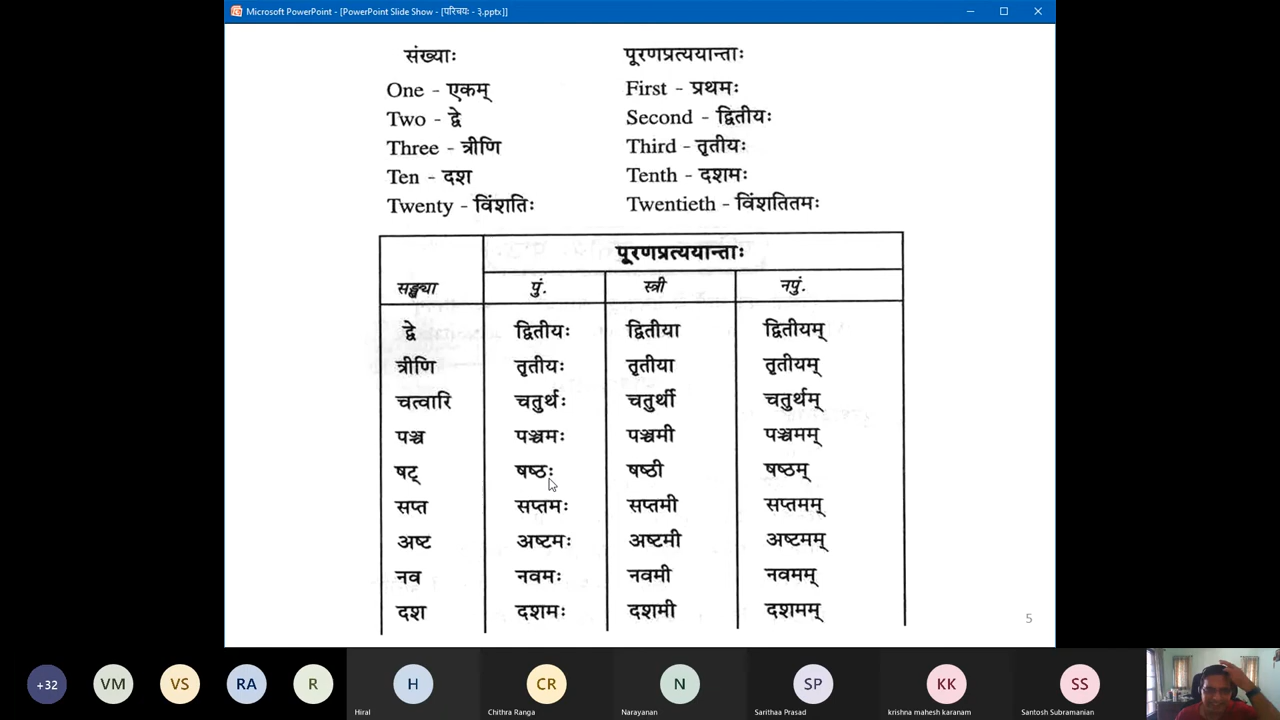 Microsoft PowerPoint - [PowerPoint Slide Show - [परिचयः - ३.pptx]]
संख्याः पूरणप्रत्ययान्ताः
One - एकम् First - प्रथमः
Two - द्वे Second - द्वितीयः
Three - त्रीणि Third - तृतीयः
Ten - दश Tenth - दशमः
Twenty - विंशतिः Twentieth - विंशतितमः
पूरणप्रत्ययान्ताः
सङ्ख्या पुं. स्त्री नपुं.
द्वे द्वितीयः द्वितीया द्वितीयम्
त्रीणि तृतीयः तृतीया तृतीयम्
चत्वारि चतुर्थः चतुर्थी चतुर्थम्
पञ्च पञ्चमः पञ्चमी पञ्चमम्
षट् षष्ठः षष्ठी षष्ठम्
सप्त सप्तमः सप्तमी सप्तमम्
अष्ट अष्टमः अष्टमी अष्टमम्
नव नवमः नवमी नवमम्
दश दशमः दशमी दशमम्
5
+32 VM VS RA R H CR N SP KK SS
Hiral Chithra Ranga Narayanan Sarithaa Prasad krishna mahesh karanam Santosh Subramanian